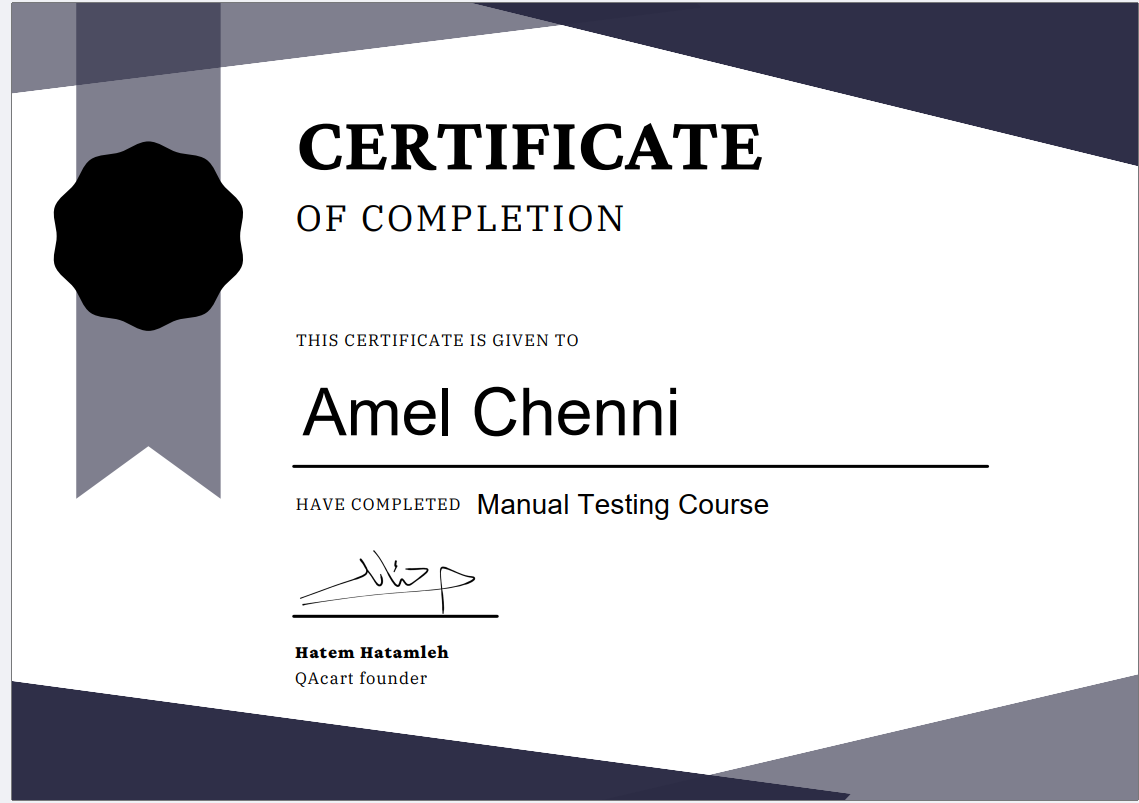 CERTIFICATE
OF COMPLETION
THIS CERTIFICATE IS GIVEN TO
Amel Chenni
HAVE COMPLETED Manual Testing Course
Hatem Hatamleh
QAcart founder